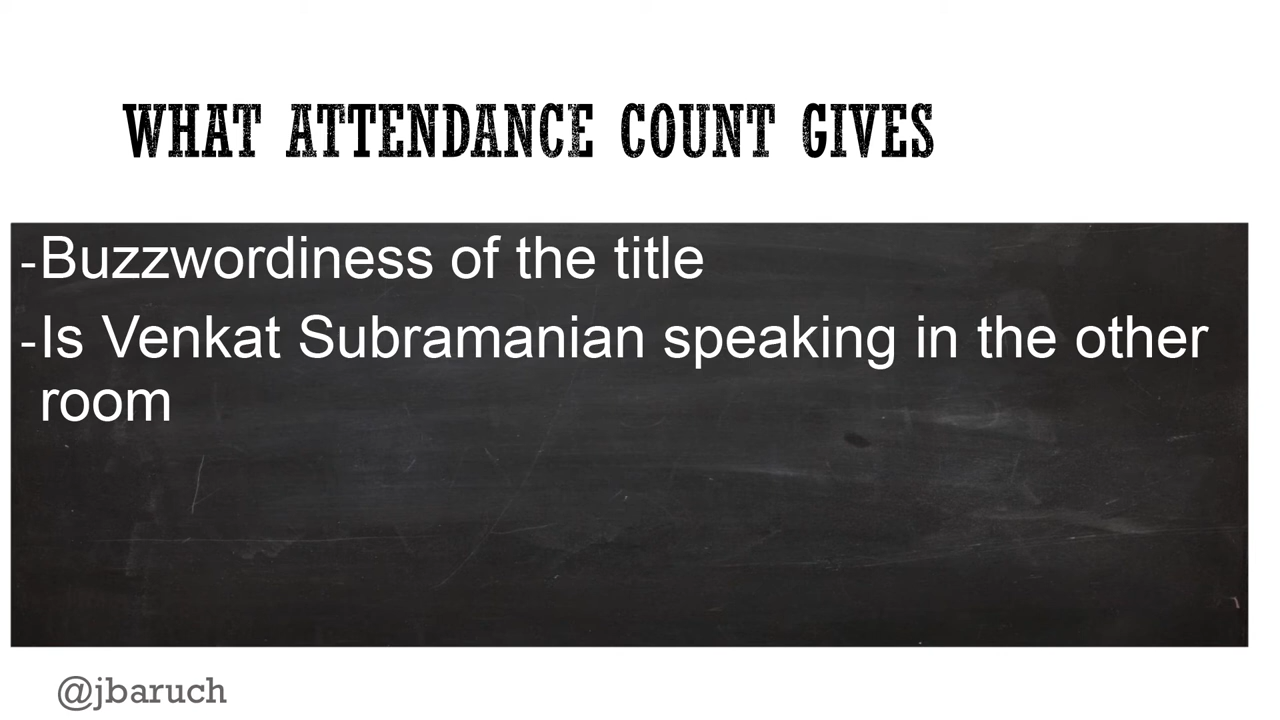 WHAT ATTENDANCE COUNT GIVES
-Buzzwordiness of the title
-Is Venkat Subramanian speaking in the other
room
@jbaruch